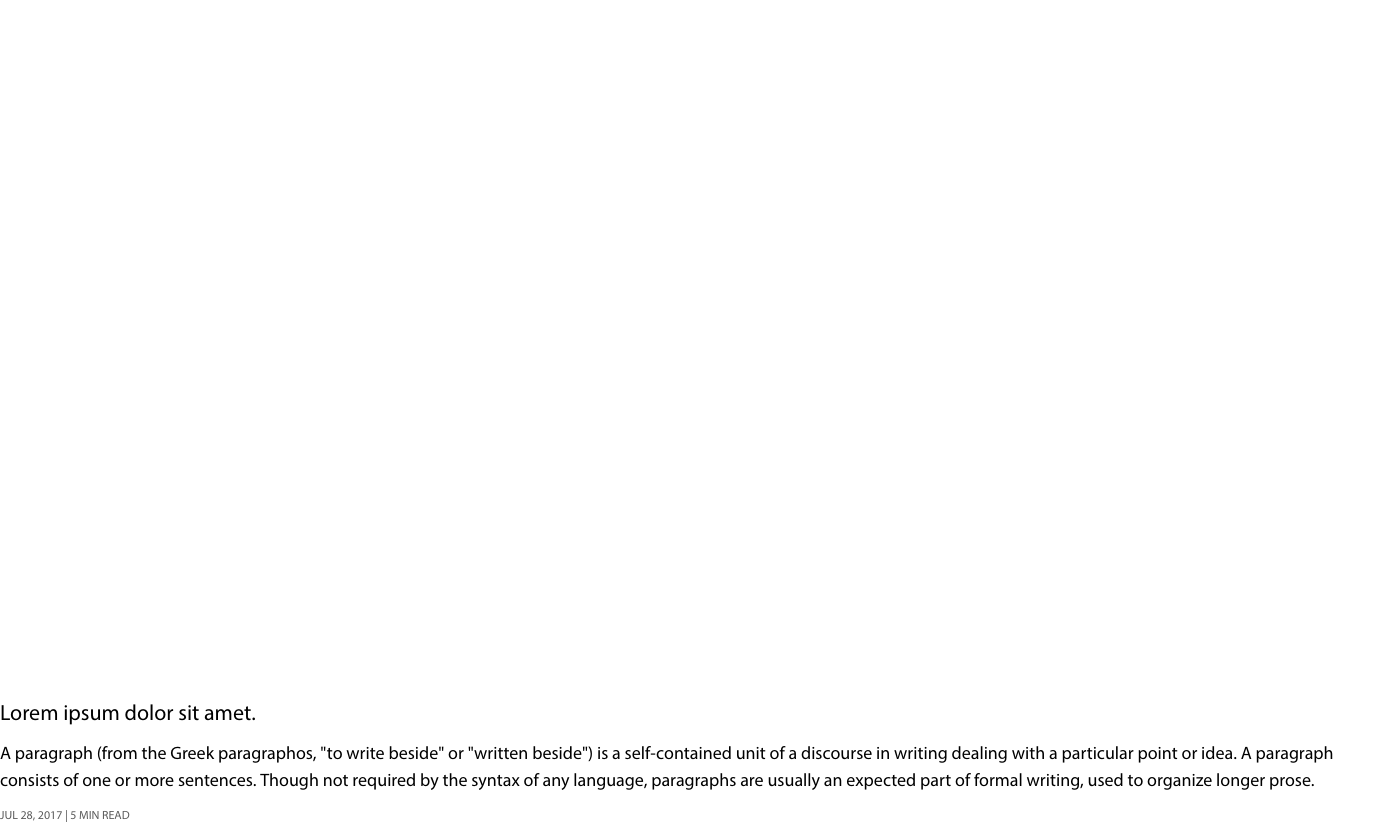 Lorem ipsum dolor sit amet.
A paragraph (from the Greek paragraphos, "to write beside" or "written beside") is a self-contained unit of a discourse in writing dealing with a particular point or idea. A paragraph
consists of one or more sentences. Though not required by the syntax of any language, paragraphs are usually an expected part of formal writing, used to organize longer prose.
JUL 28, 2017 | 5 MIN READ